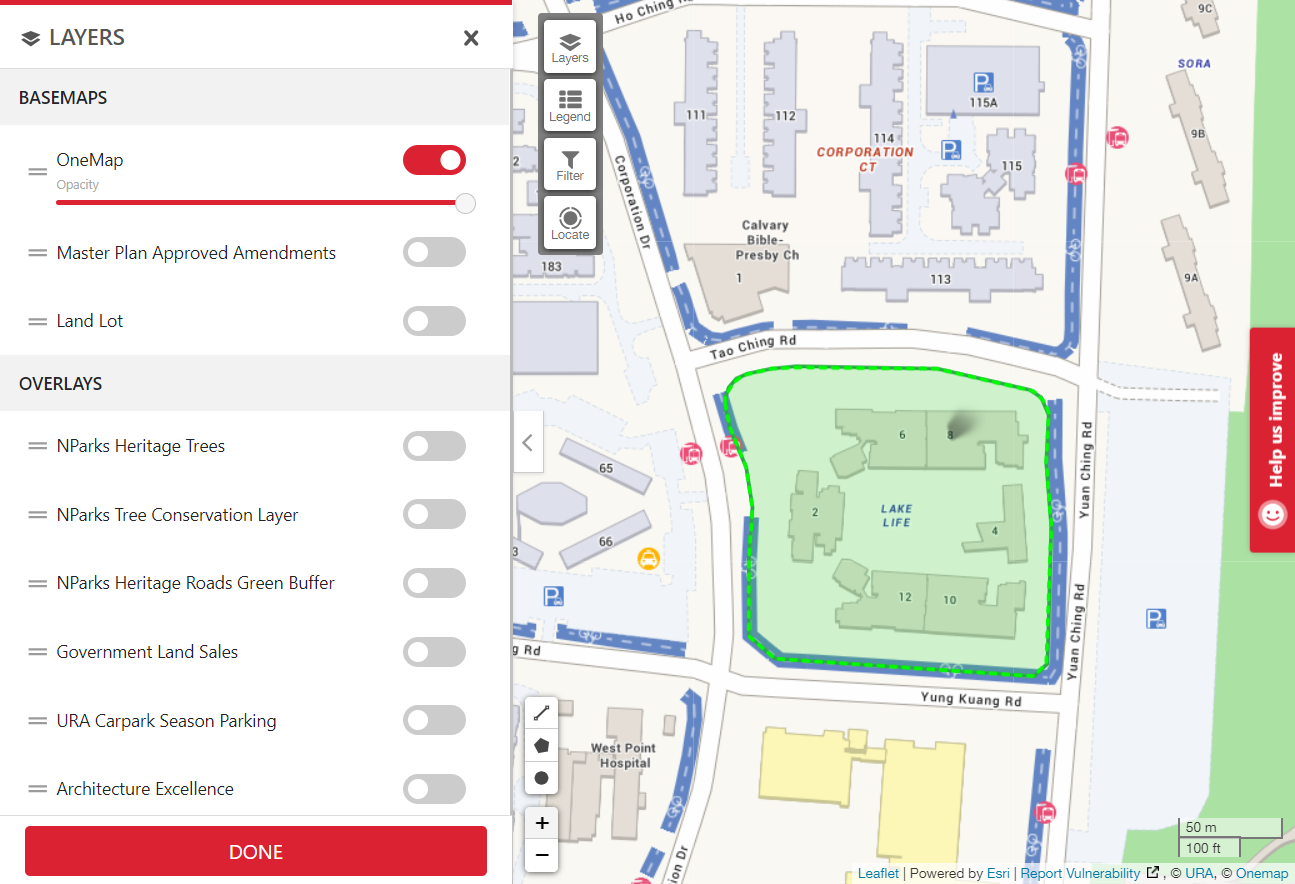 LAYERS
BASEMAPS
OneMap
Opacity
Master Plan Approved Amendments
Land Lot
OVERLAYS
NParks Heritage Trees
NParks Tree Conservation Layer
NParks Heritage Roads Green Buffer
Government Land Sales
URA Carpark Season Parking
Architecture Excellence
DONE
Layers
Legend
Filter
Locate
Ho Ching
9C
SORA
9B
9A
111
112
114
CORPORATION
CT
115A
115
2
183
Corporation Dr
Calvary
Bible-
Presby Ch
1
113
Tao Ching Rd
65
66
3
6
8
2
LAKE
LIFE
4
12
10
Yuan Ching Rd
Yuan Ching Rd
g Rd
Yung Kuang Rd
West Point
Hospital
ion Dr
Help us improve
+
−
50 m
100 ft
Leaflet | Powered by Esri | Report Vulnerability , © URA, © Onemap